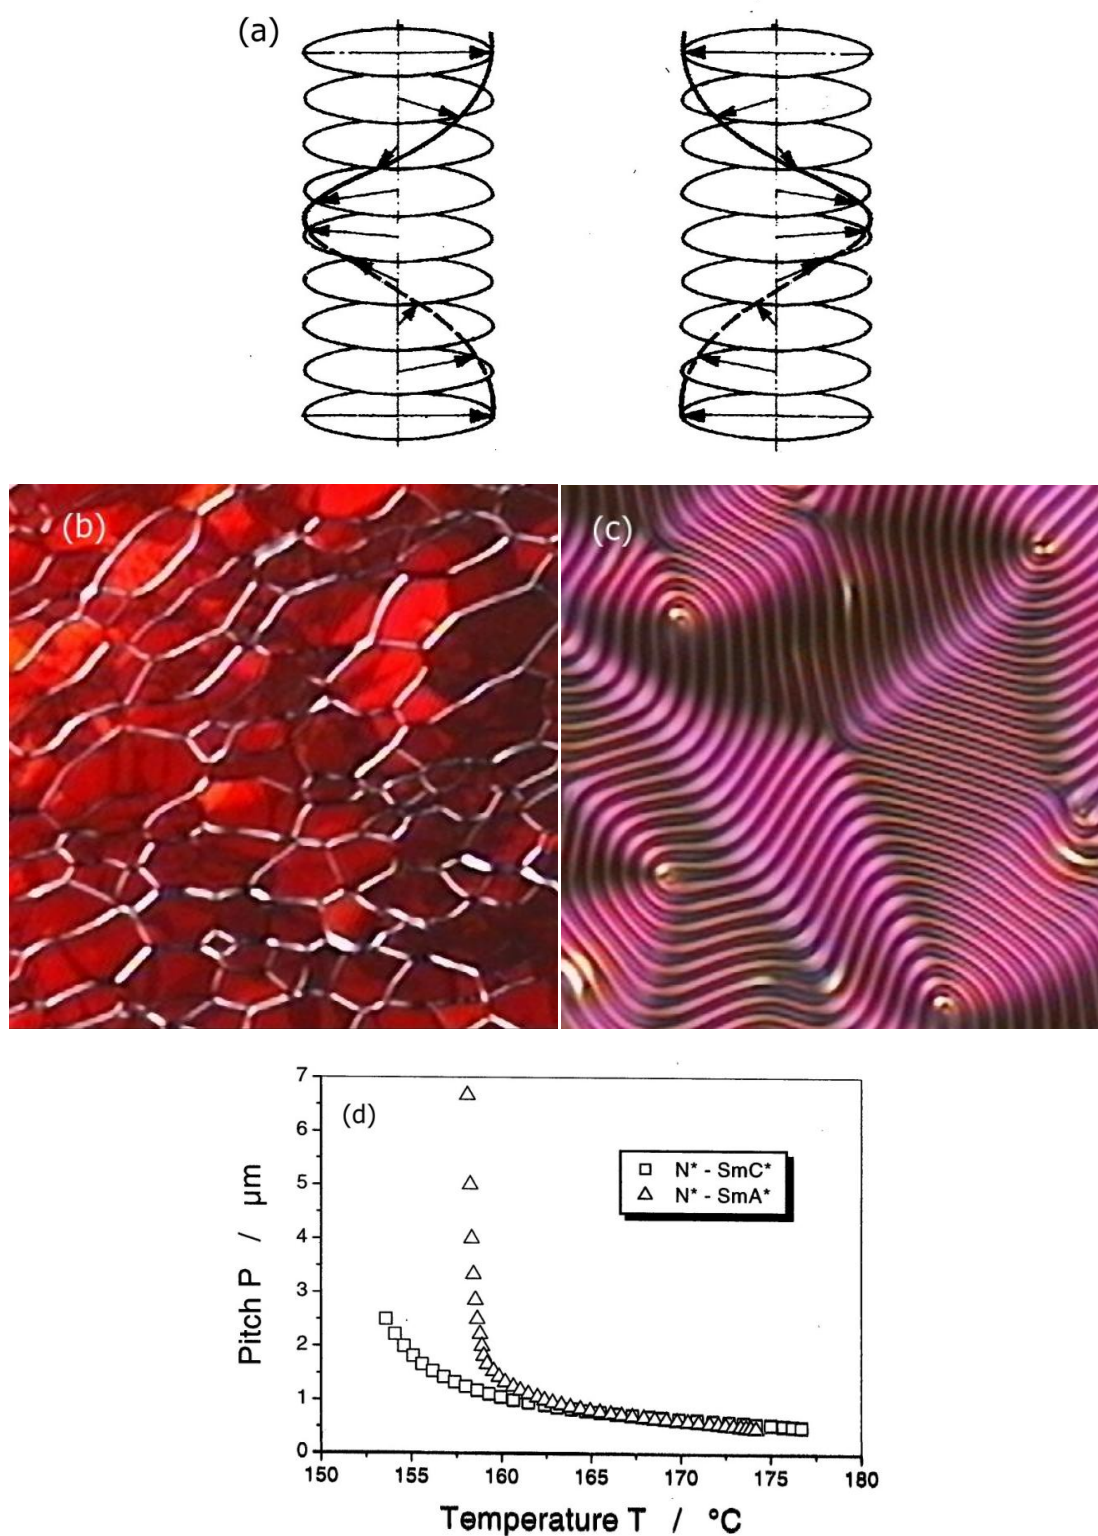 (a)
(b)
(c)
(d)
7
6
5
4
3
2
1
0
Pitch P / µm
N* - SmC*
N* - SmA*
150 155 160 165 170 175 180
Temperature T / °C